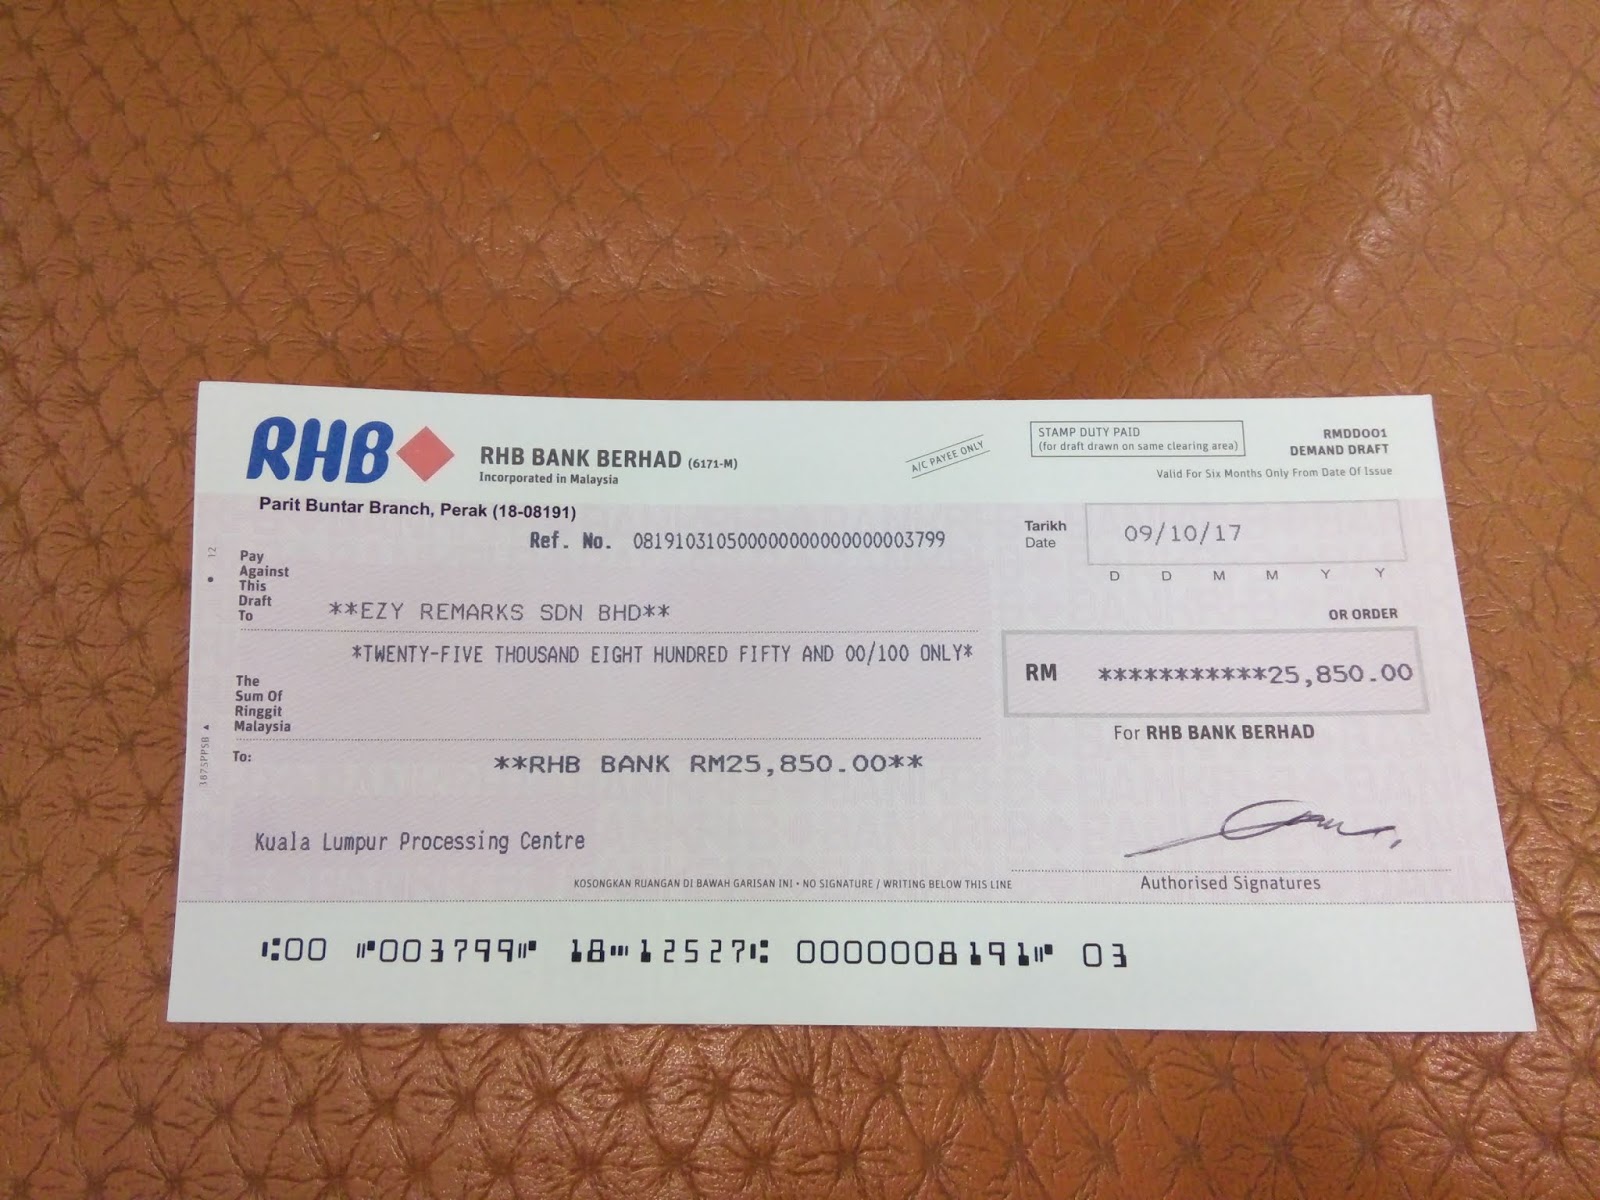 RHB
RHB BANK BERHAD (6171-M)
Incorporated in Malaysia
A/C PAYEE ONLY
STAMP DUTY PAID
(for draft drawn on same clearing area)
RMDD001
DEMAND DRAFT
Valid For Six Months Only From Date Of Issue
Parit Buntar Branch, Perak (18-08191)
Ref. No. 0819103105000000000000000003799
Tarikh
Date
09/10/17
D D M M Y Y
Pay
Against
This
Draft
To
**EZY REMARKS SDN BHD**
OR ORDER
*TWENTY-FIVE THOUSAND EIGHT HUNDRED FIFTY AND 00/100 ONLY*
The
Sum Of
Ringgit
Malaysia
RM ***********25,850.00
For RHB BANK BERHAD
To: **RHB BANK RM25,850.00**
Kuala Lumpur Processing Centre
KOSONGKAN RUANGAN DI BAWAH GARISAN INI • NO SIGNATURE / WRITING BELOW THIS LINE
Authorised Signatures
⑆00 ⑈003799⑈ 18⑉12527⑆ 0000008191⑈ 03